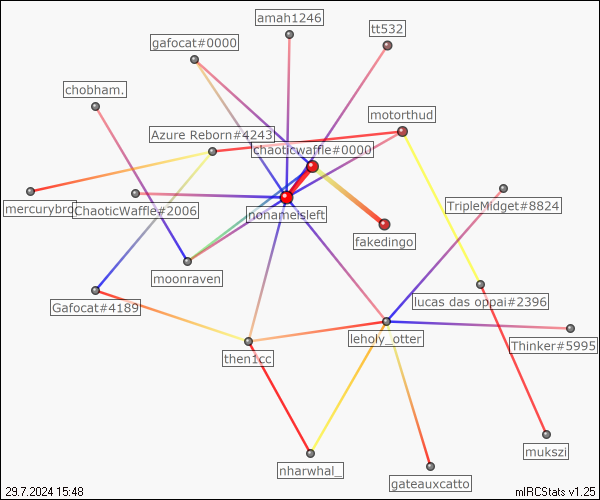 amah1246
tt532
gafocat#0000
chobham.
motorthud
Azure Reborn#4243
chaoticwaffle#0000
mercurybro
ChaoticWaffle#2006
TripleMidget#8824
nonameisleft
fakedingo
moonraven
Gafocat#4189
lucas das oppai#2396
then1cc
leholy_otter
Thinker#5995
mukszi
nharwhal_
gateauxcatto
29.7.2024 15:48
mIRCStats v1.25